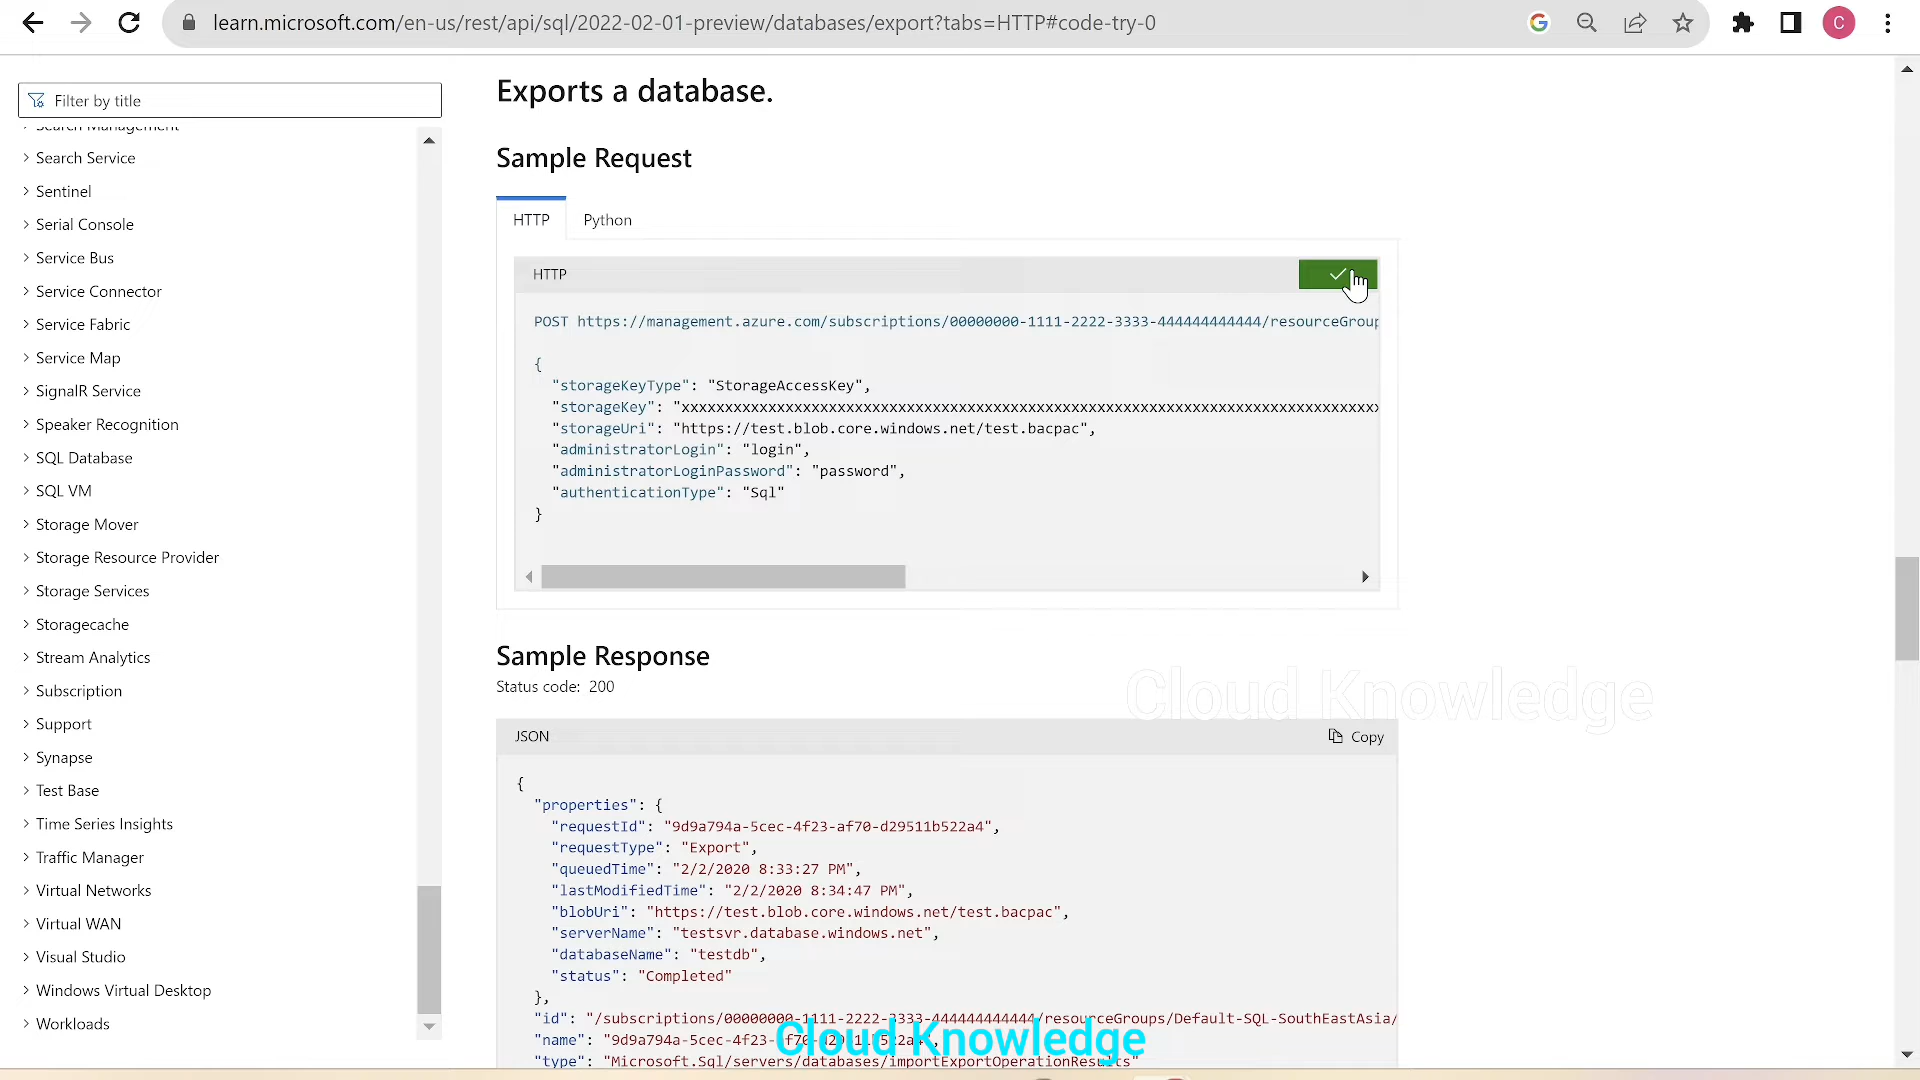 learn.microsoft.com/en-us/rest/api/sql/2022-02-01-preview/databases/export?tabs=HTTP#code-try-0
C
Filter by title
Search Management
Search Service
Sentinel
Serial Console
Service Bus
Service Connector
Service Fabric
Service Map
SignalR Service
Speaker Recognition
SQL Database
SQL VM
Storage Mover
Storage Resource Provider
Storage Services
Storagecache
Stream Analytics
Subscription
Support
Synapse
Test Base
Time Series Insights
Traffic Manager
Virtual Networks
Virtual WAN
Visual Studio
Windows Virtual Desktop
Workloads
Exports a database.
Sample Request
HTTP Python
HTTP
POST https://management.azure.com/subscriptions/00000000-1111-2222-3333-444444444444/resourceGroup
{
"storageKeyType": "StorageAccessKey",
"storageKey": "xxxxxxxxxxxxxxxxxxxxxxxxxxxxxxxxxxxxxxxxxxxxxxxxxxxxxxxxxxxxxxxxxxxxxxxxxxxxxxxxx
"storageUri": "https://test.blob.core.windows.net/test.bacpac",
"administratorLogin": "login",
"administratorLoginPassword": "password",
"authenticationType": "Sql"
}
Sample Response
Status code: 200
Cloud Knowledge
JSON Copy
{
"properties": {
"requestId": "9d9a794a-5cec-4f23-af70-d29511b522a4",
"requestType": "Export",
"queuedTime": "2/2/2020 8:33:27 PM",
"lastModifiedTime": "2/2/2020 8:34:47 PM",
"blobUri": "https://test.blob.core.windows.net/test.bacpac",
"serverName": "testsvr.database.windows.net",
"databaseName": "testdb",
"status": "Completed"
},
"id": "/subscriptions/00000000-1111-2222-3333-444444444444/resourceGroups/Default-SQL-SouthEastAsia/
"name": "9d9a794a-5cec-4f23-af70-d29511b522a4",
Cloud Knowledge
"type": "Microsoft.Sql/servers/databases/importExportOperationResults"